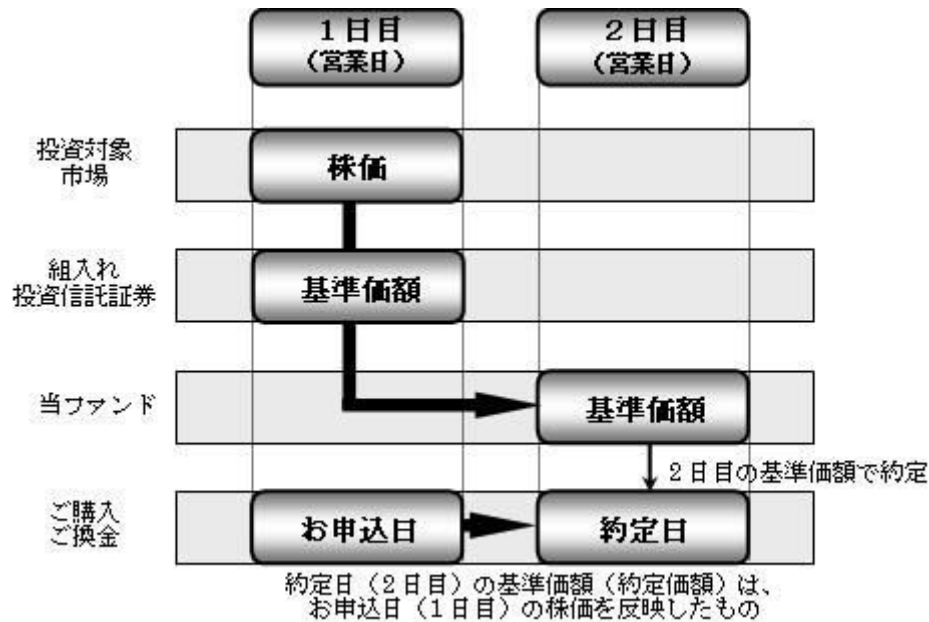 1日目
(営業日)
2日目
(営業日)
投資対象
市場
株価
組入れ
投資信託証券
基準価額
当ファンド
基準価額
2日目の基準価額で約定
ご購入
ご換金
お申込日
約定日
約定日(2日目)の基準価額(約定価額)は、
お申込日(1日目)の株価を反映したもの